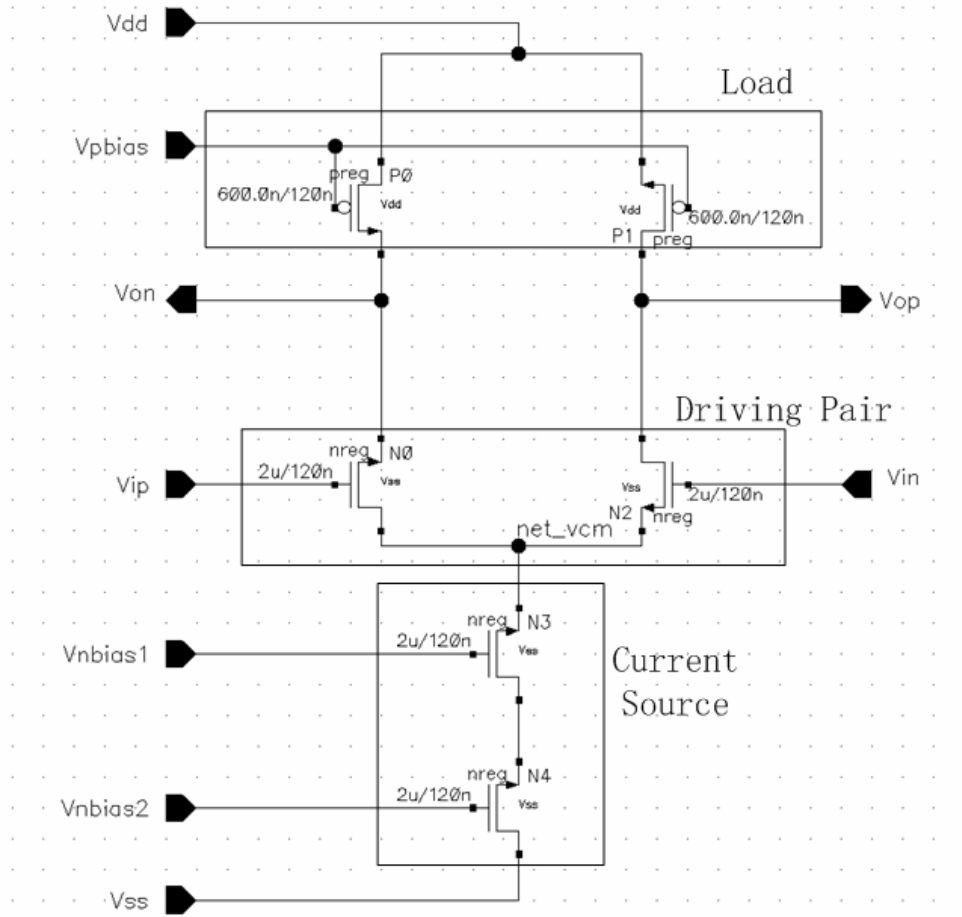 Vdd
Load
Vpbias
preg P0
600.0n/120n
Vdd
Vdd
600.0n/120n
P1 preg
Von
Vop
Driving Pair
nreg N0
2u/120n
Vss
Vip
Vin
Vss
2u/120n
N2 nreg
net_vcm
nreg N3
2u/120n
Vss
Vnbias1
Current
Source
nreg N4
2u/120n
Vss
Vnbias2
Vss